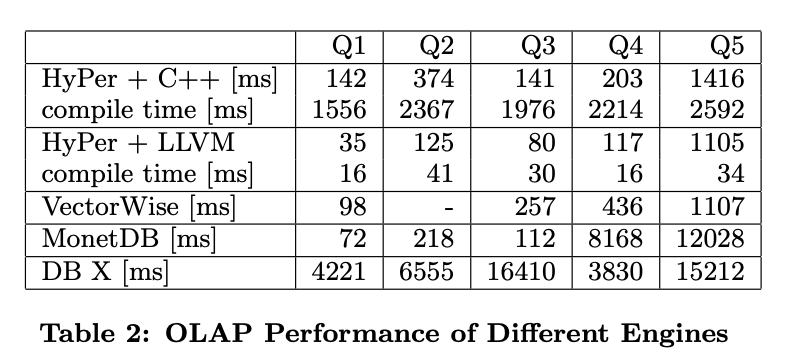 Q1 Q2 Q3 Q4 Q5
HyPer + C++ [ms] 142 374 141 203 1416
compile time [ms] 1556 2367 1976 2214 2592
HyPer + LLVM 35 125 80 117 1105
compile time [ms] 16 41 30 16 34
VectorWise [ms] 98 - 257 436 1107
MonetDB [ms] 72 218 112 8168 12028
DB X [ms] 4221 6555 16410 3830 15212
Table 2: OLAP Performance of Different Engines